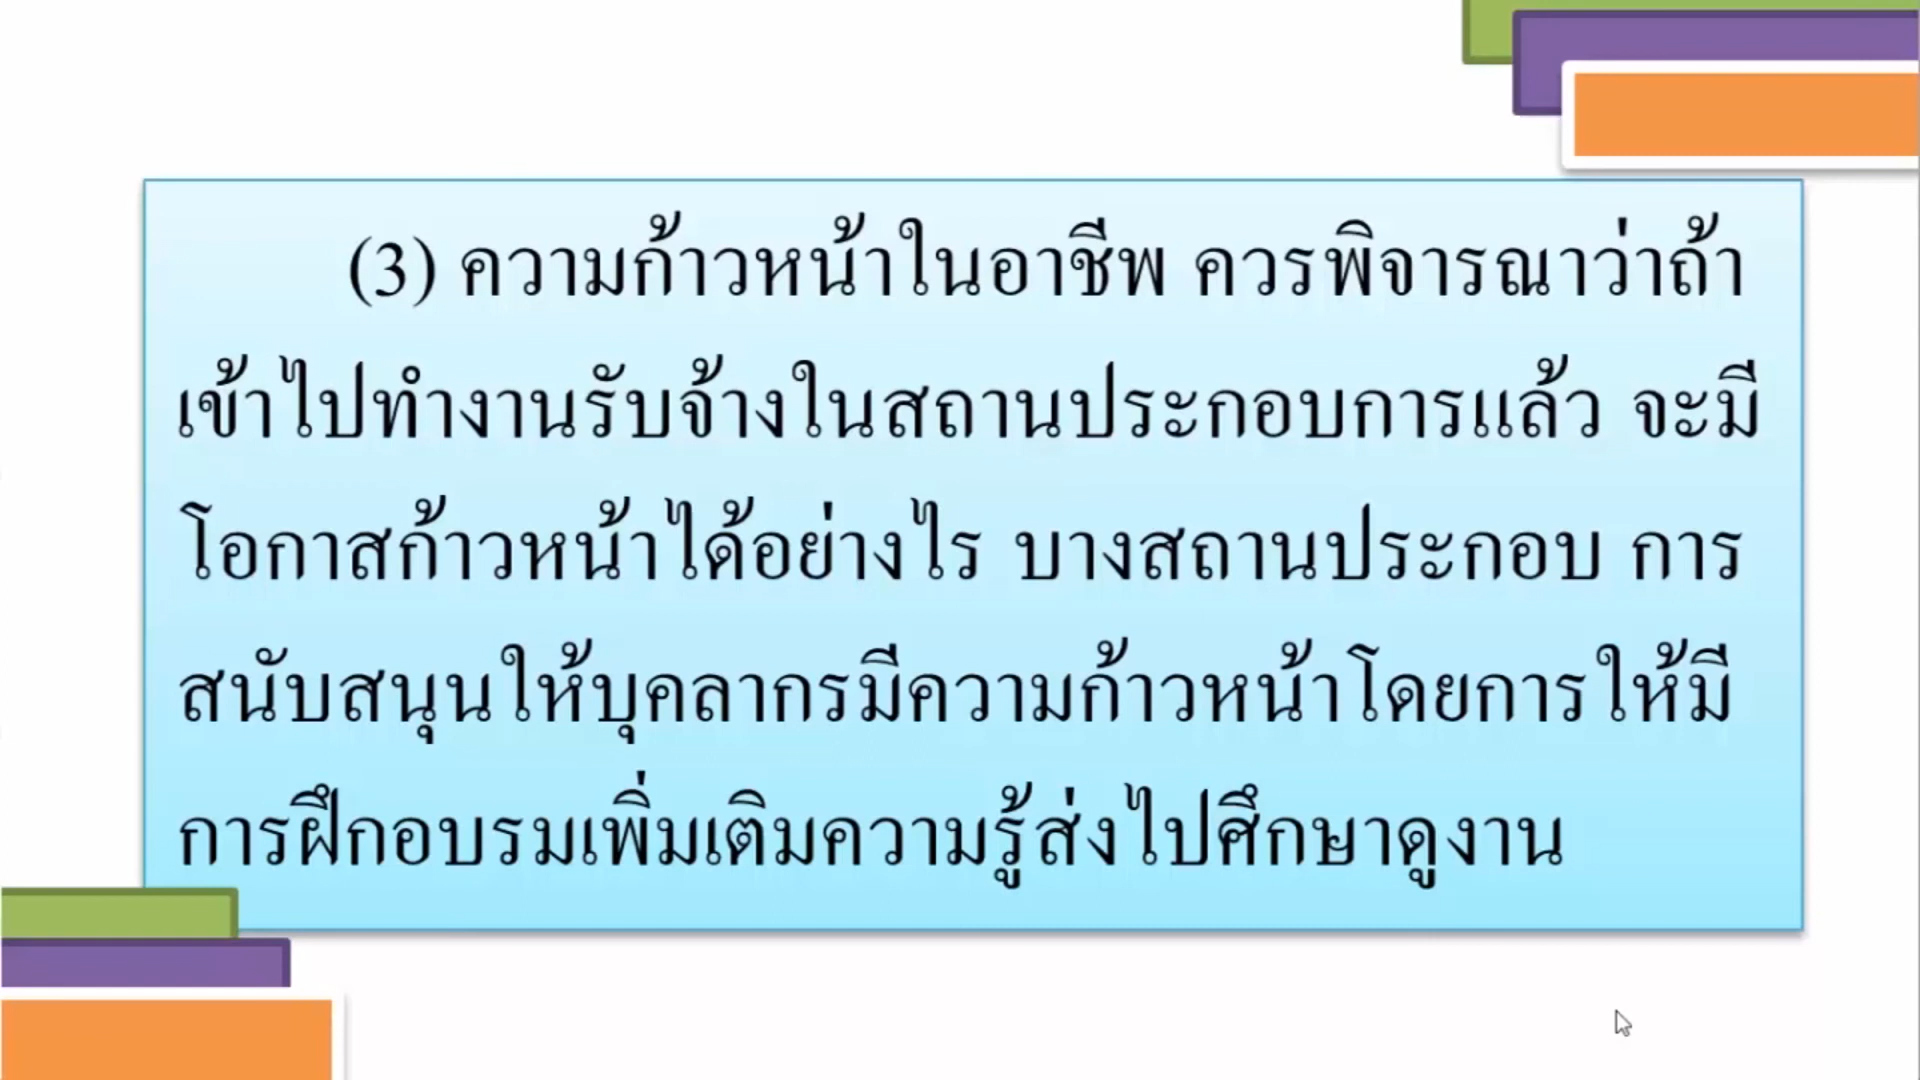 (3) ความก้าวหน้าในอาชีพ ควรพิจารณาว่าถ้า
เข้าไปทำงานรับจ้างในสถานประกอบการแล้ว จะมี
โอกาสก้าวหน้าได้อย่างไร บางสถานประกอบ การ
สนับสนุนให้บุคลากรมีความก้าวหน้าโดยการให้มี
การฝึกอบรมเพิ่มเติมความรู้ส่งไปศึกษาดูงาน